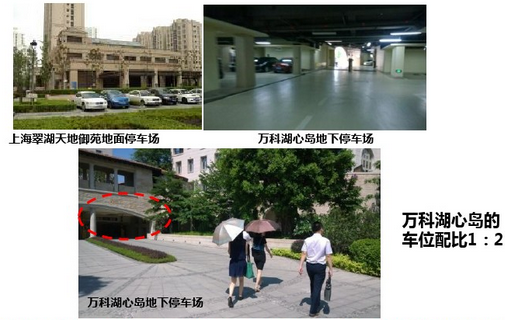 上海翠湖天地御苑地面停车场
万科湖心岛地下停车场
万科湖心岛的
车位配比1：2
万科湖心岛地下停车场